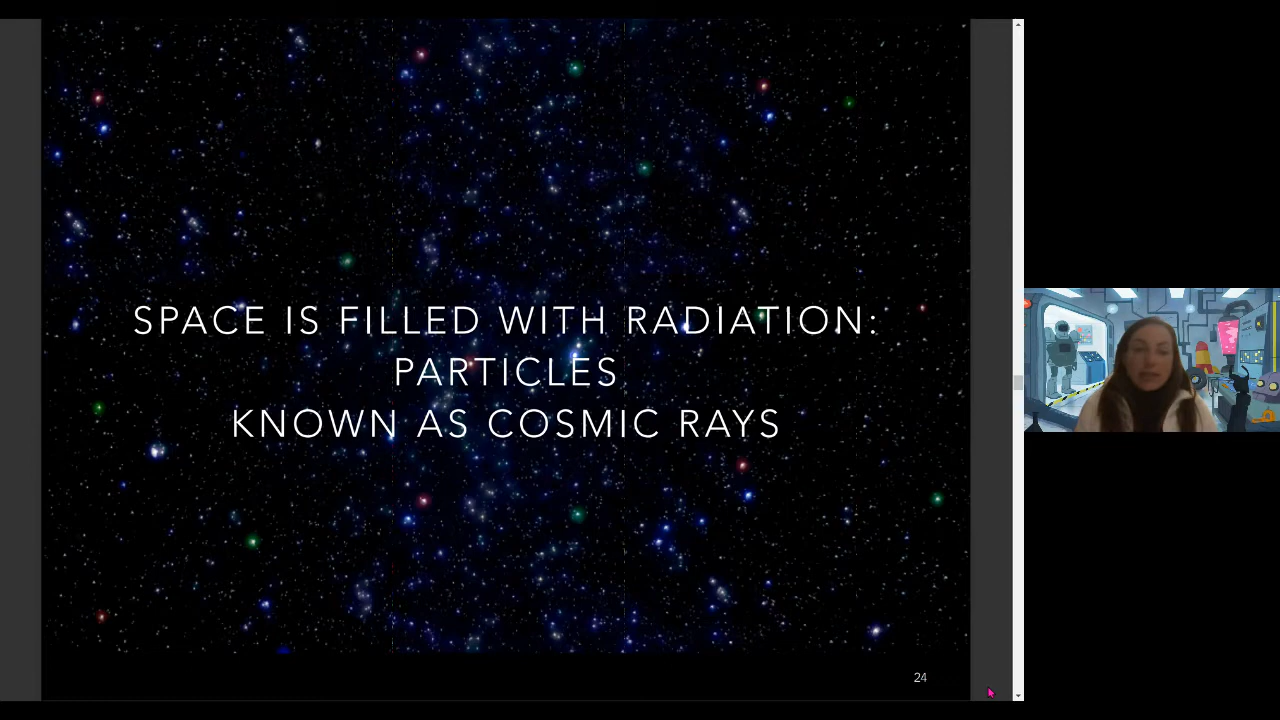 SPACE IS FILLED WITH RADIATION:
PARTICLES
KNOWN AS COSMIC RAYS
24